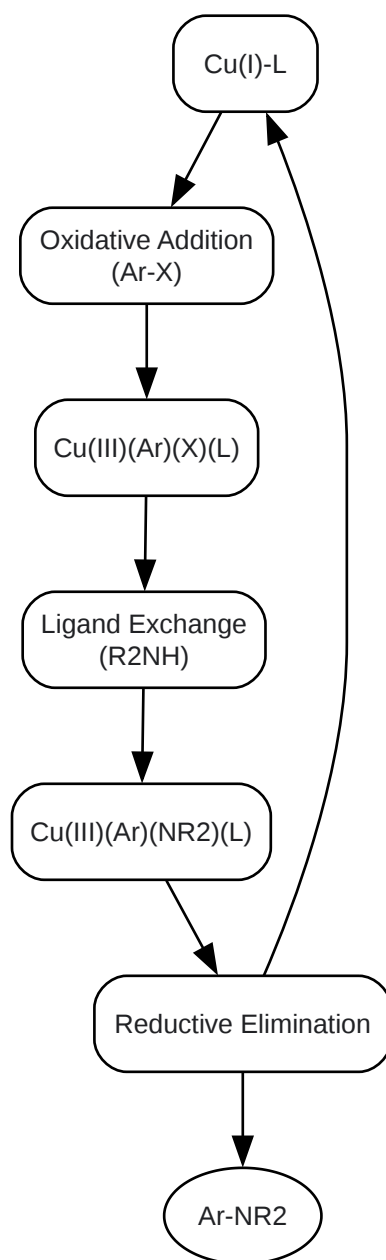 Cu(I)-L
Oxidative Addition
(Ar-X)
Cu(III)(Ar)(X)(L)
Ligand Exchange
(R2NH)
Cu(III)(Ar)(NR2)(L)
Reductive Elimination
Ar-NR2